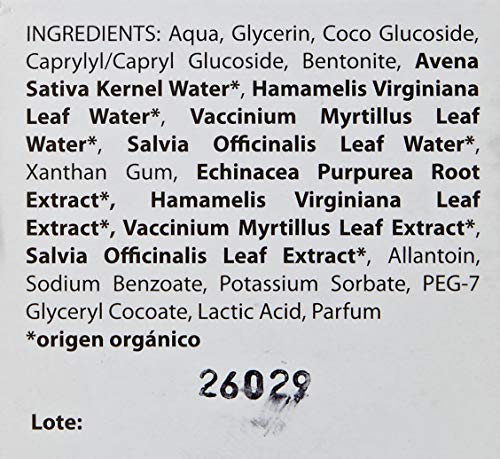 INGREDIENTS: Aqua, Glycerin, Coco Glucoside,
Caprylyl/Capryl Glucoside, Bentonite, Avena
Sativa Kernel Water*, Hamamelis Virginiana
Leaf Water*, Vaccinium Myrtillus Leaf
Water*, Salvia Officinalis Leaf Water*,
Xanthan Gum, Echinacea Purpurea Root
Extract*, Hamamelis Virginiana Leaf
Extract*, Vaccinium Myrtillus Leaf Extract*,
Salvia Officinalis Leaf Extract*, Allantoin,
Sodium Benzoate, Potassium Sorbate, PEG-7
Glyceryl Cocoate, Lactic Acid, Parfum
*origen orgánico
26029
Lote: